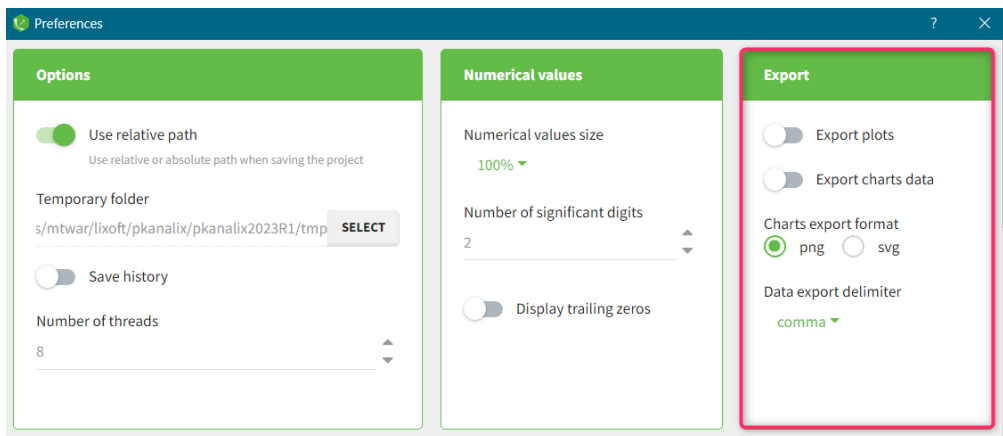 Preferences
?
Options
Use relative path
Use relative or absolute path when saving the project
Temporary folder
s/mtwar/lixoft/pkanalix/pkanalix2023R1/tmp SELECT
Save history
Number of threads
8
Numerical values
Numerical values size
100%
Number of significant digits
2
Display trailing zeros
Export
Export plots
Export charts data
Charts export format
png svg
Data export delimiter
comma